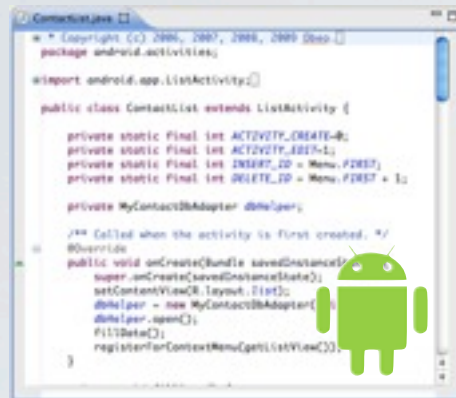 ContactList.java
* Copyright (c) 2006, 2007, 2008, 2009
package android.activities;
import android.app.ListActivity;
public class ContactList extends ListActivity {
private static final int ACTIVITY_CREATE=0;
private static final int ACTIVITY_EDIT=1;
private static final int INSERT_ID = Menu.FIRST;
private static final int DELETE_ID = Menu.FIRST + 1;
private MyContactDbAdapter dbHelper;
/** Called when the activity is first created. */
@Override
public void onCreate(Bundle savedInstanceSt
super.onCreate(savedInstanceState);
setContentView(R.layout.list);
dbHelper = new MyContactDbAdapter(
dbHelper.open();
fillData();
registerForContextMenu(getListView());
}